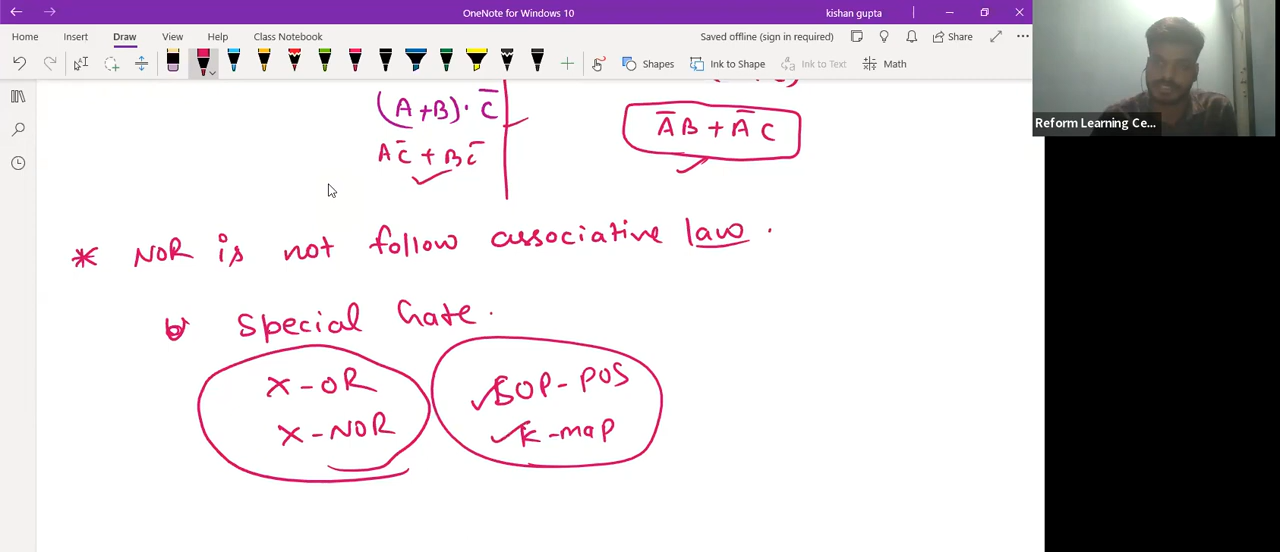 OneNote for Windows 10
kishan gupta
Home Insert Draw View Help Class Notebook
Saved offline (sign in required)
Share
Shapes
Ink to Shape
Ink to Text
Math
Reform Learning Ce...
(A+B)·C̅
AC̅ + BC̅
A̅B + A̅C
* NOR is not follow associative law.
Special Gate.
X-OR
X-NOR
SOP-POS
K-map